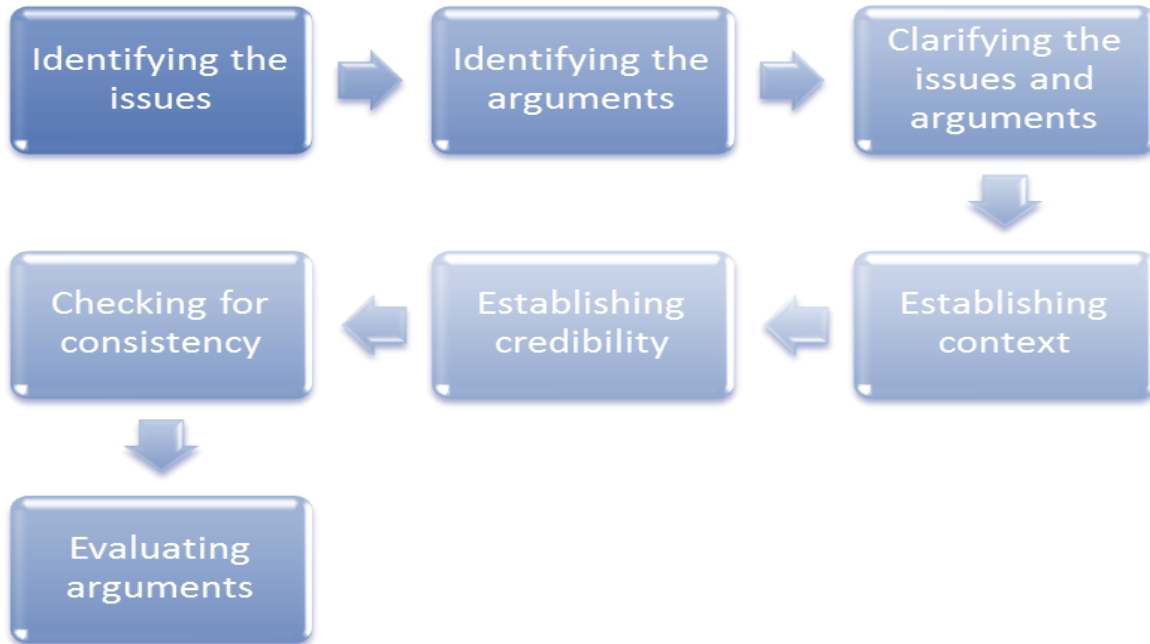 Identifying the
issues
Identifying the
arguments
Clarifying the
issues and
arguments
Establishing
context
Establishing
credibility
Checking for
consistency
Evaluating
arguments